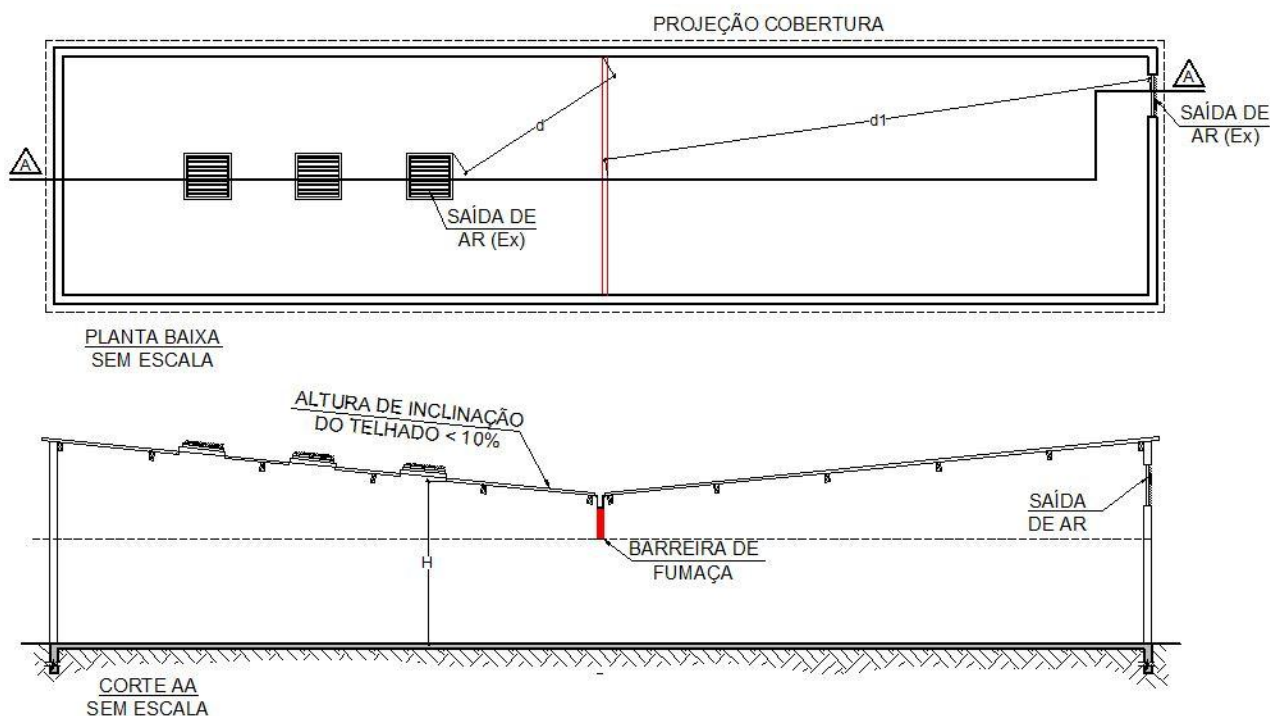 PROJEÇÃO COBERTURA
A
A
d
d1
SAÍDA DE
AR (Ex)
SAÍDA DE
AR (Ex)
PLANTA BAIXA
SEM ESCALA
ALTURA DE INCLINAÇÃO
DO TELHADO < 10%
SAÍDA
DE AR
H
BARREIRA DE
FUMAÇA
CORTE AA
SEM ESCALA